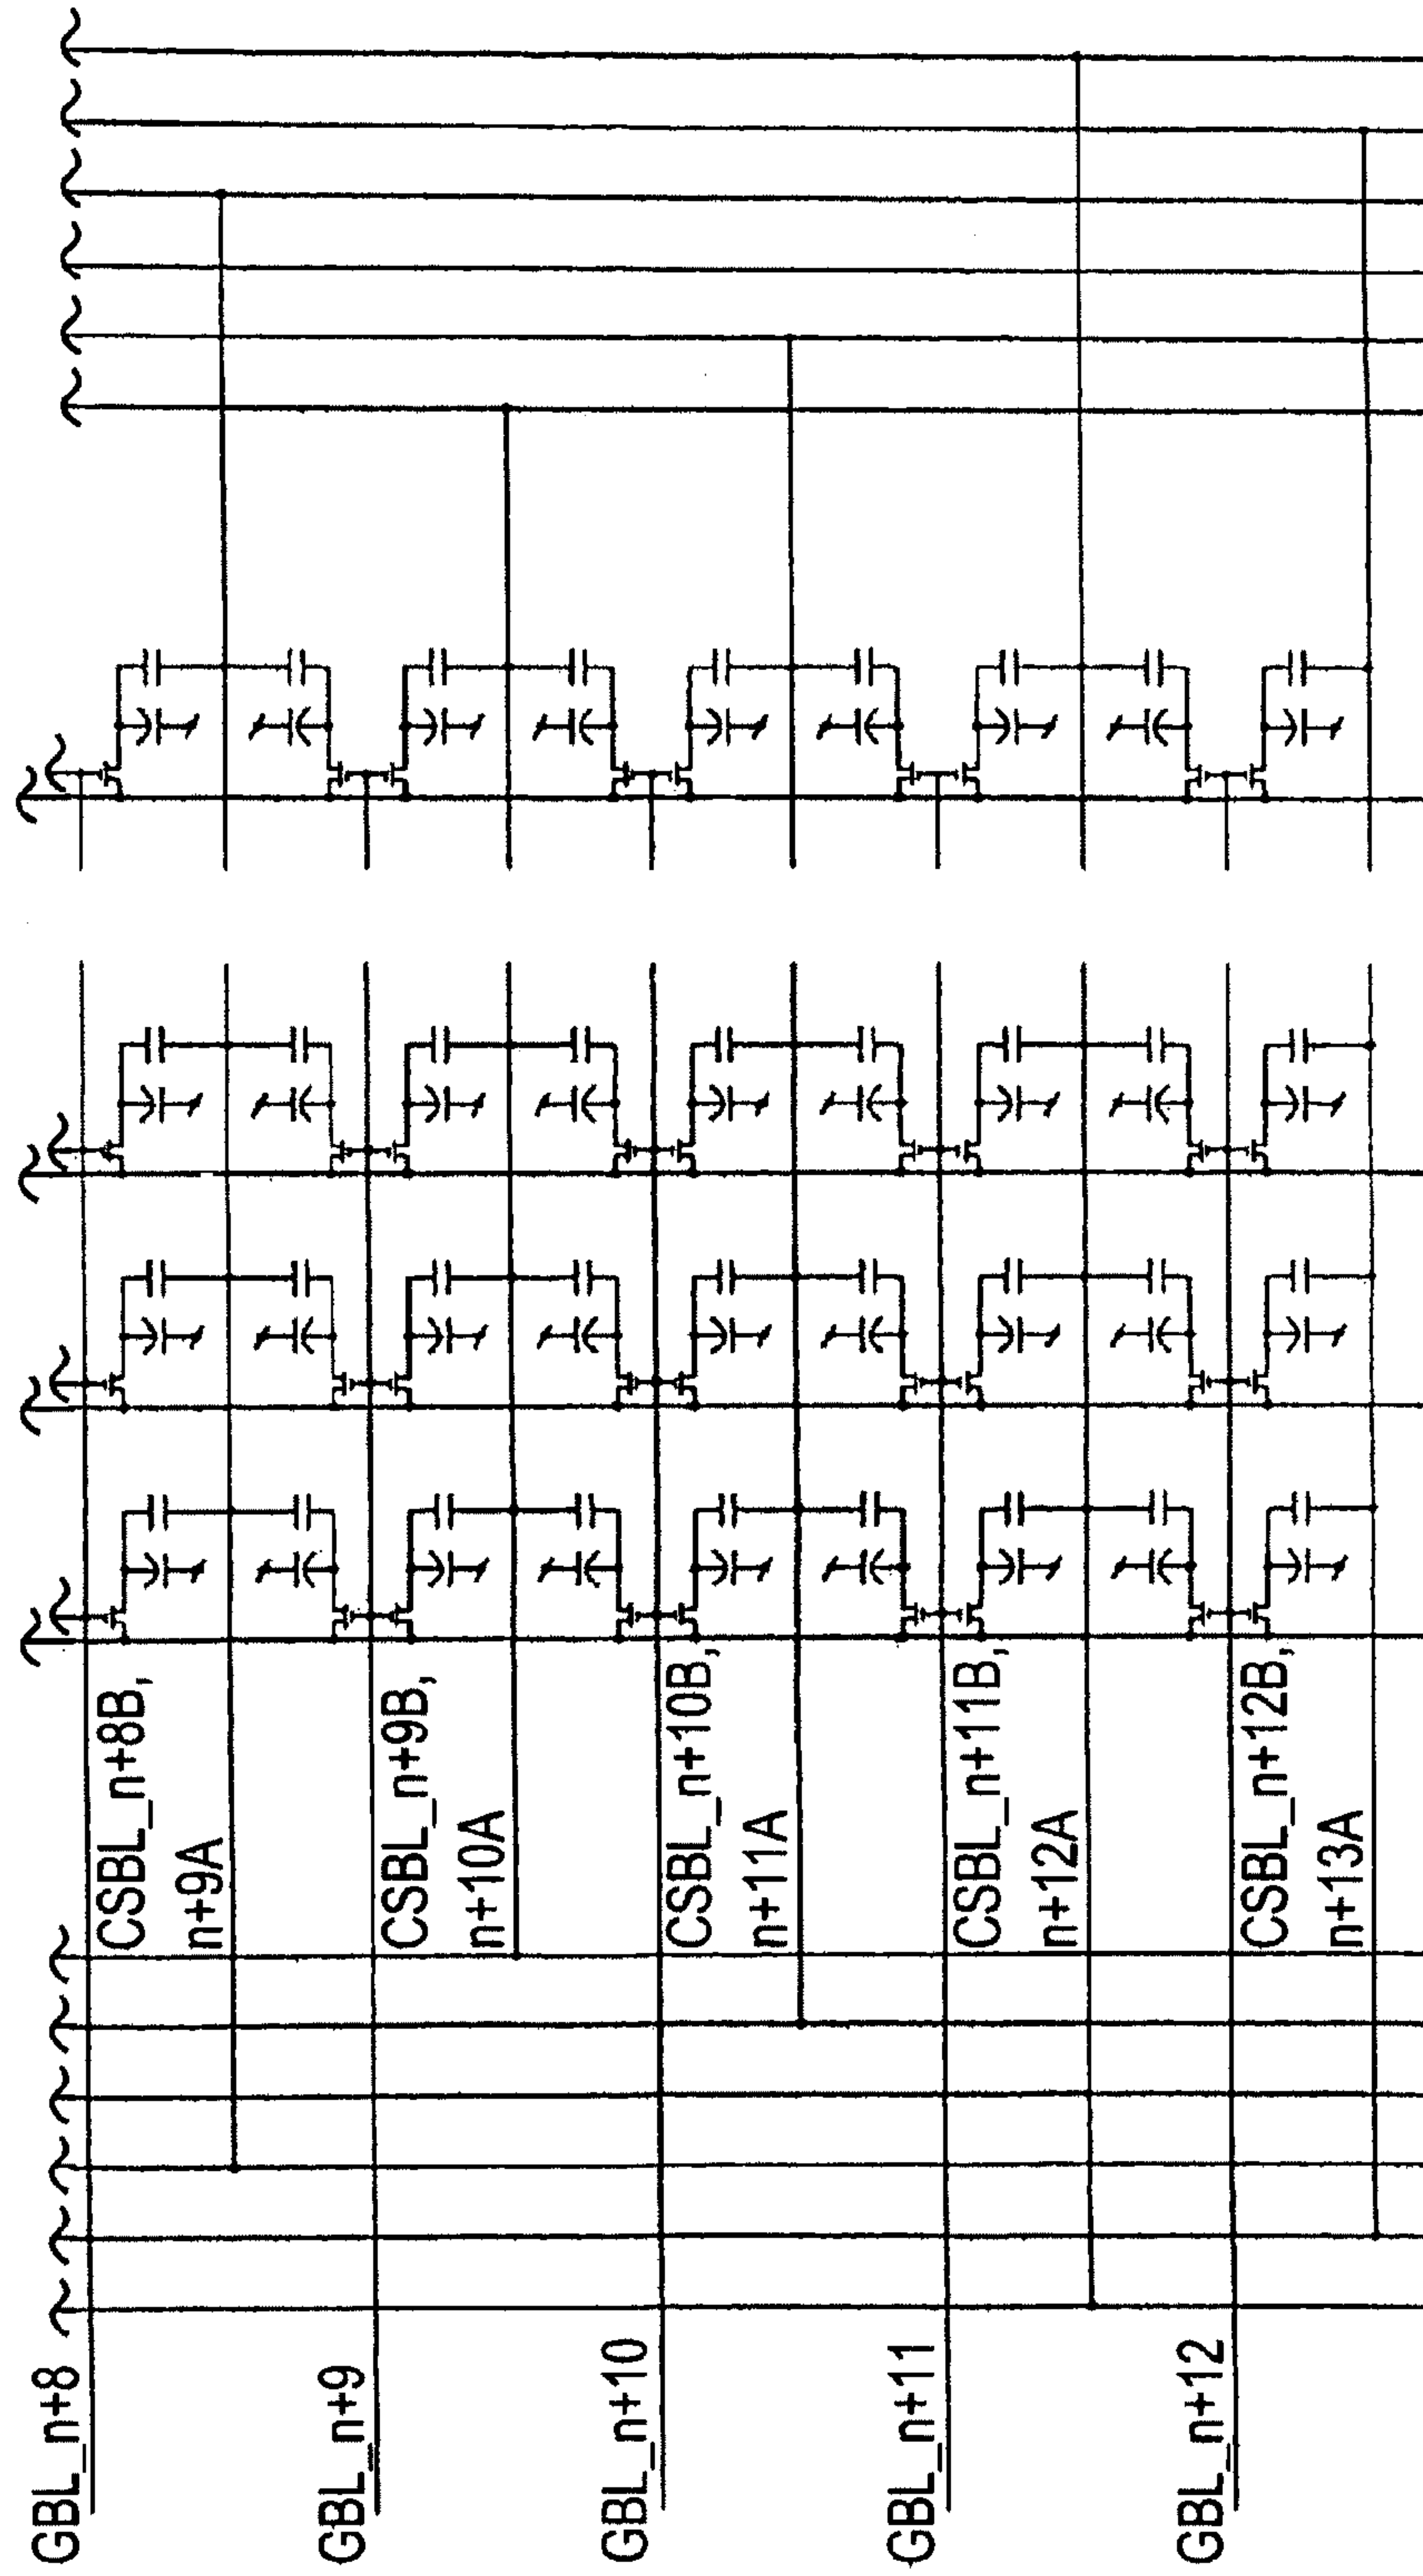 GBL_n+8
CSBL_n+8B,
n+9A
GBL_n+9
CSBL_n+9B,
n+10A
GBL_n+10
CSBL_n+10B,
n+11A
GBL_n+11
CSBL_n+11B,
n+12A
GBL_n+12
CSBL_n+12B,
n+13A